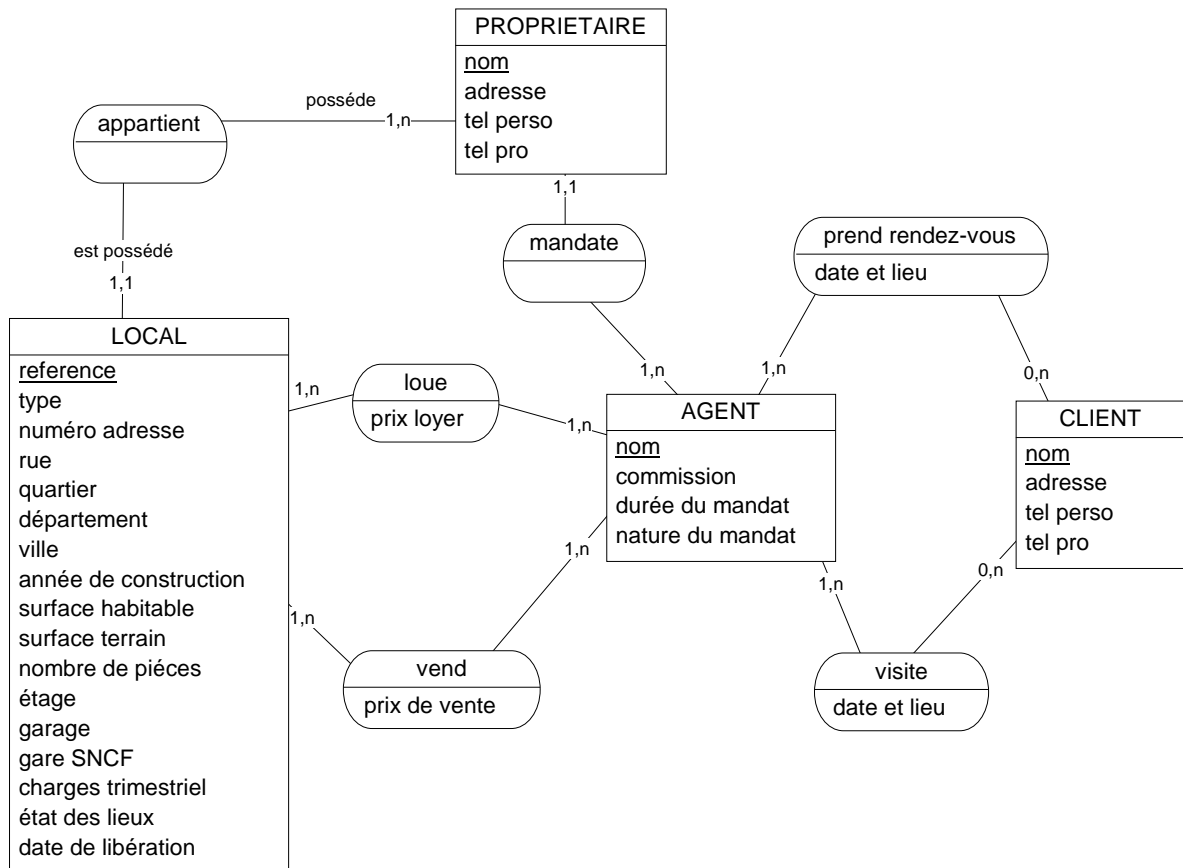 PROPRIETAIRE
nom
adresse
tel perso
tel pro
posséde
1,n
appartient
est possédé
1,1
1,1
mandate
1,n
prend rendez-vous
date et lieu
1,n
0,n
LOCAL
reference
type
numéro adresse
rue
quartier
département
ville
année de construction
surface habitable
surface terrain
nombre de piéces
étage
garage
gare SNCF
charges trimestriel
état des lieux
date de libération
1,n
loue
prix loyer
1,n
AGENT
nom
commission
durée du mandat
nature du mandat
CLIENT
nom
adresse
tel perso
tel pro
1,n
1,n
vend
prix de vente
1,n
0,n
visite
date et lieu